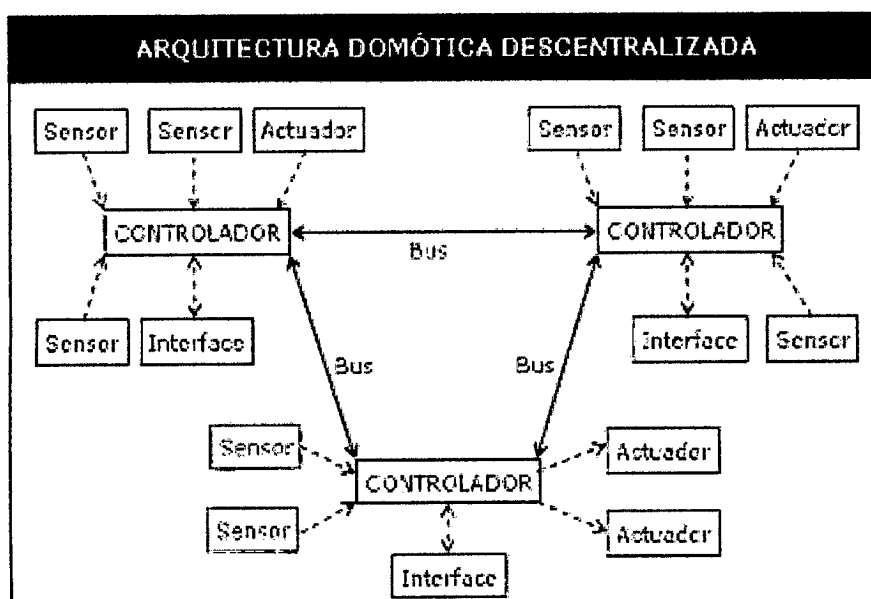 ARQUITECTURA DOMÓTICA DESCENTRALIZADA
Sensor Sensor Actuador Sensor Sensor Actuador
CONTROLADOR CONTROLADOR
Bus
Sensor Interface Interface Sensor
Bus Bus
Sensor Actuador
CONTROLADOR
Sensor Actuador
Interface